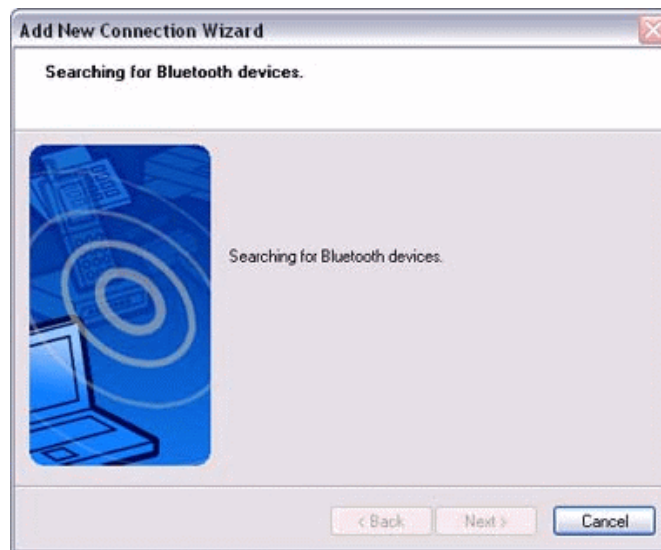 Add New Connection Wizard
Searching for Bluetooth devices.
Searching for Bluetooth devices.
< Back
Next >
Cancel